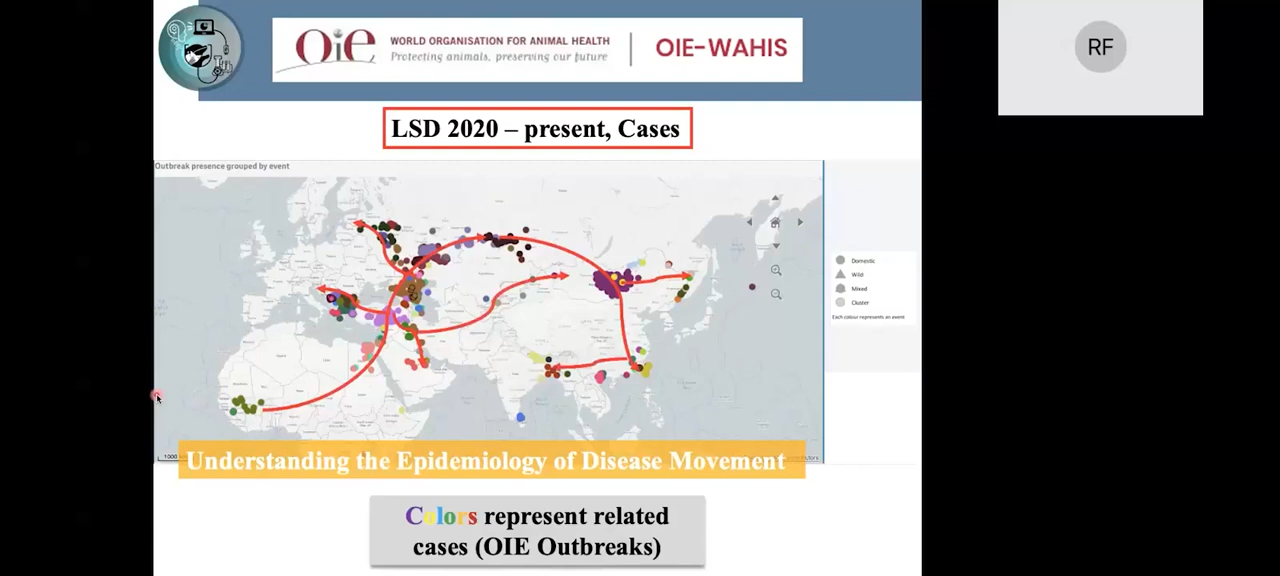 OiE
WORLD ORGANISATION FOR ANIMAL HEALTH
Protecting animals, preserving our future
OIE-WAHIS
RF
LSD 2020 – present, Cases
Outbreak presence grouped by event
Domestic
Wild
Mixed
Cluster
Each colour represents an event
Understanding the Epidemiology of Disease Movement
Colors represent related
cases (OIE Outbreaks)